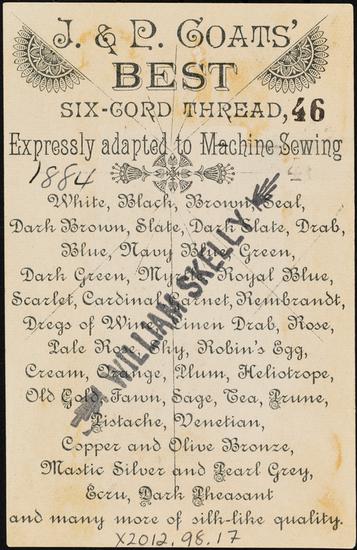 J. & P. COATS'
BEST
SIX-CORD THREAD, 46
Expressly adapted to Machine Sewing
1884
White, Black, Brown, Seal,
Dark Brown, Slate, Dark Slate, Drab,
Blue, Navy Blue, Green,
Dark Green, Myrtle, Royal Blue,
Scarlet, Cardinal, Garnet, Rembrandt,
Dregs of Wine, Linen Drab, Rose,
Pale Rose, Sky, Robin's Egg,
Cream, Orange, Plum, Heliotrope,
Old Gold, Fawn, Sage, Tea, Prune,
Pistache, Venetian,
Copper and Olive Bronze,
Mastic Silver and Pearl Grey,
Ecru, Dark Pheasant
and many more of silk-like quality.
WILLIAM SKELLY
X2012.98.17